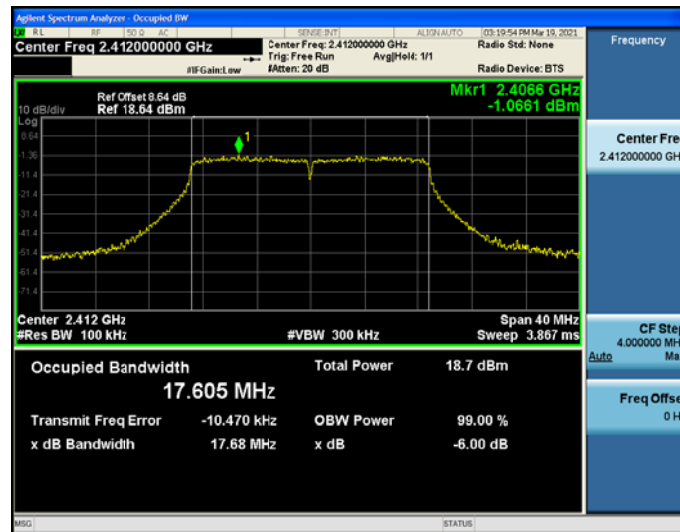 Agilent Spectrum Analyzer - Occupied BW
RL RF 50 Ω AC SENSE:INT ALIGN AUTO 03:19:54 PM Mar 19, 2021
Center Freq 2.412000000 GHz
Center Freq: 2.412000000 GHz
Radio Std: None
Trig: Free Run Avg|Hold: 1/1
#IFGain:Low
#Atten: 20 dB
Radio Device: BTS
Ref Offset 8.64 dB
Mkr1 2.4066 GHz
10 dB/div Ref 18.64 dBm
-1.0661 dBm
Log
8.64
1
-1.36
-11.4
-21.4
-31.4
-41.4
-51.4
-61.4
-71.4
Center 2.412 GHz
Span 40 MHz
#Res BW 100 kHz
#VBW 300 kHz
Sweep 3.867 ms
Occupied Bandwidth
Total Power 18.7 dBm
17.605 MHz
Transmit Freq Error -10.470 kHz
OBW Power 99.00 %
x dB Bandwidth 17.68 MHz
x dB -6.00 dB
MSG
STATUS
Frequency
Center Fre
2.412000000 GH
CF Step
4.000000 MH
Auto Ma
Freq Offse
0 H